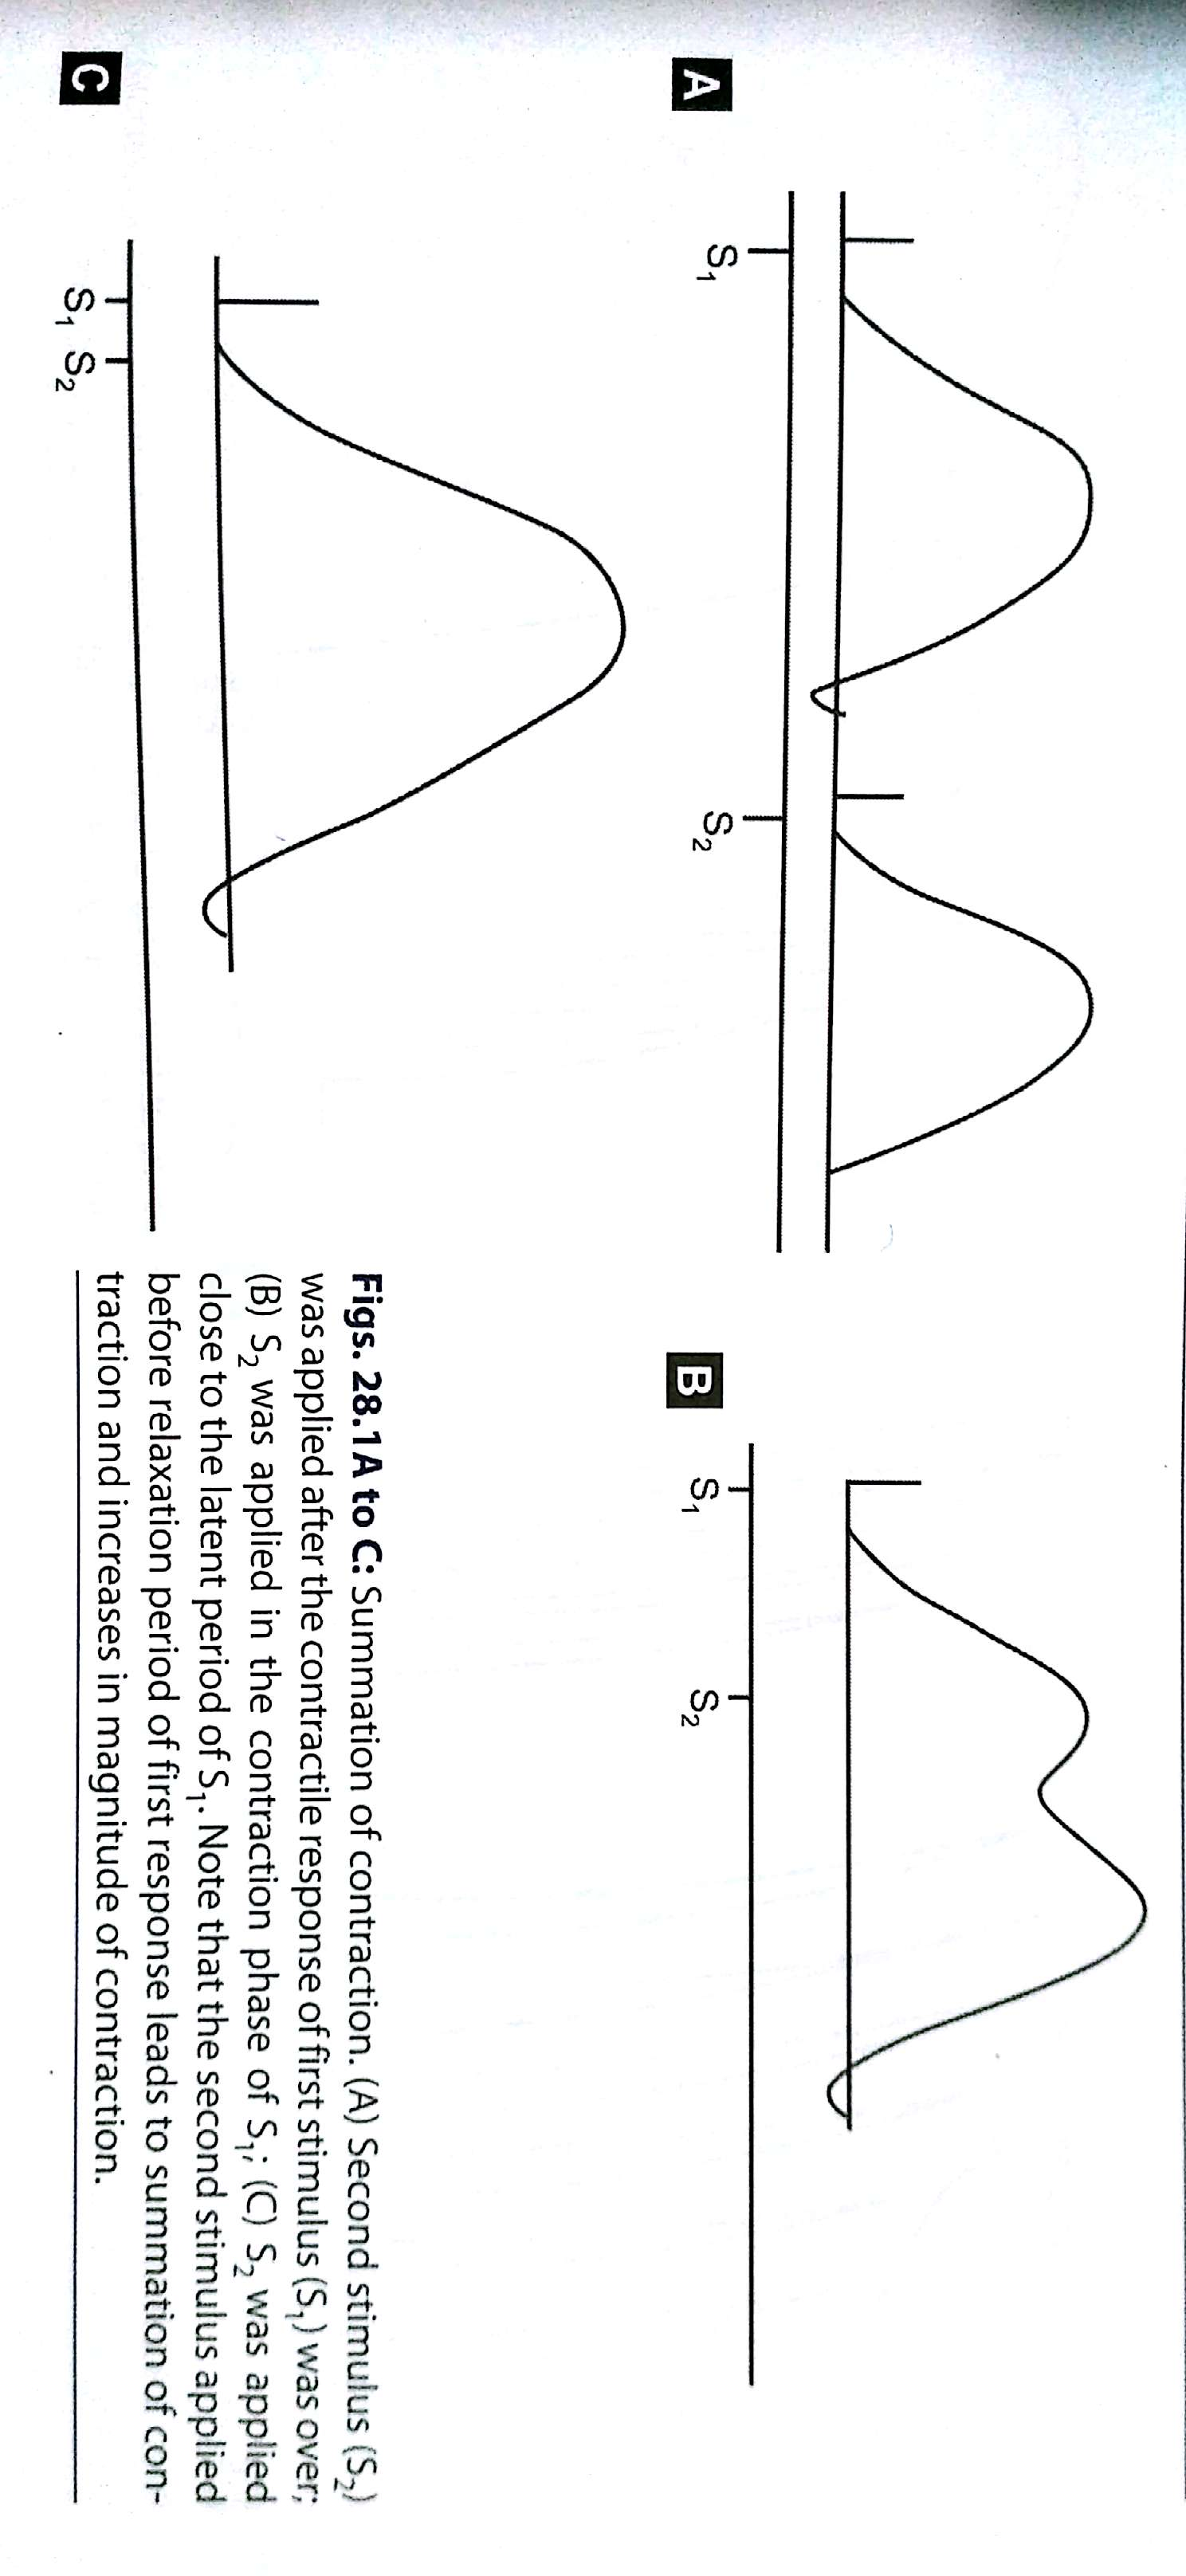 A
S₁
S₂
B
S₁
S₂
C
S₁ S₂
Figs. 28.1A to C: Summation of contraction. (A) Second stimulus (S₂)
was applied after the contractile response of first stimulus (S₁) was over;
(B) S₂ was applied in the contraction phase of S₁; (C) S₂ was applied
close to the latent period of S₁. Note that the second stimulus applied
before relaxation period of first response leads to summation of con-
traction and increases in magnitude of contraction.